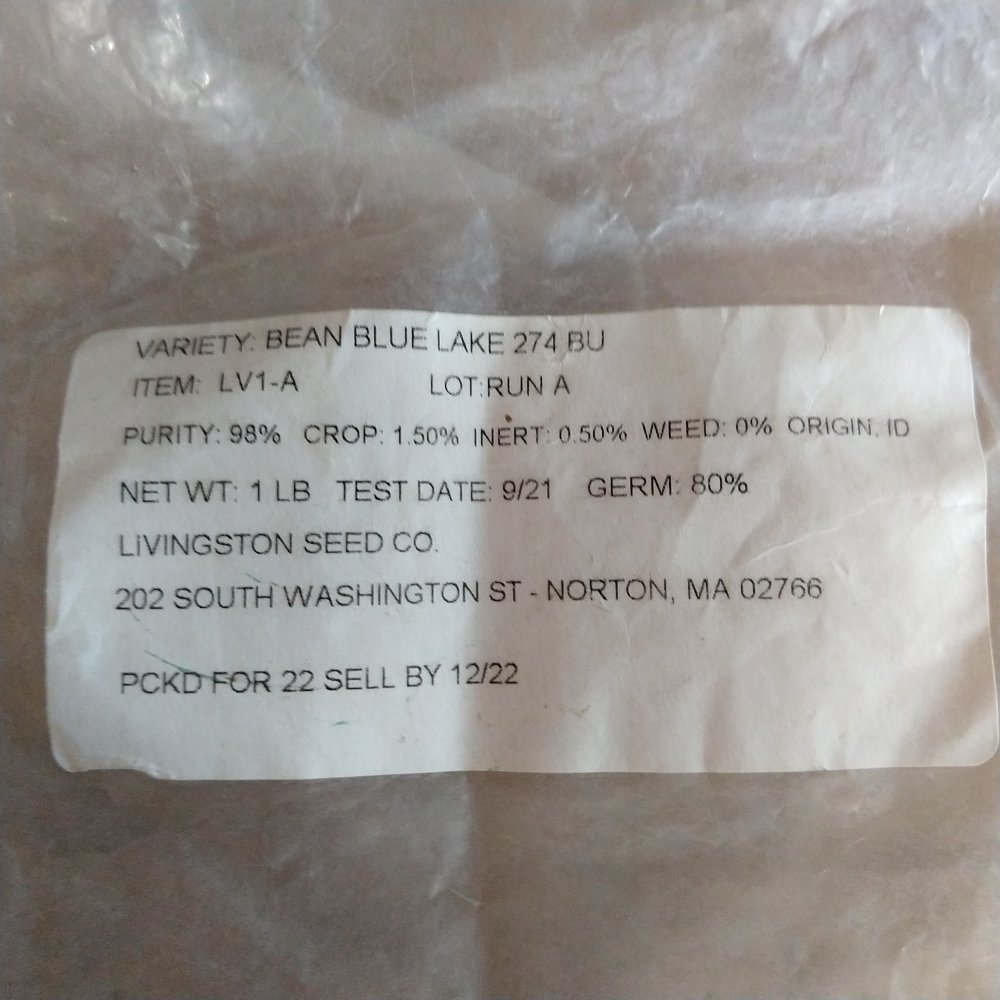 VARIETY: BEAN BLUE LAKE 274 BU
ITEM: LV1-A LOT:RUN A
PURITY: 98% CROP: 1.50% INERT: 0.50% WEED: 0% ORIGIN: ID
NET WT: 1 LB TEST DATE: 9/21 GERM: 80%
LIVINGSTON SEED CO.
202 SOUTH WASHINGTON ST - NORTON, MA 02766
PCKD FOR 22 SELL BY 12/22